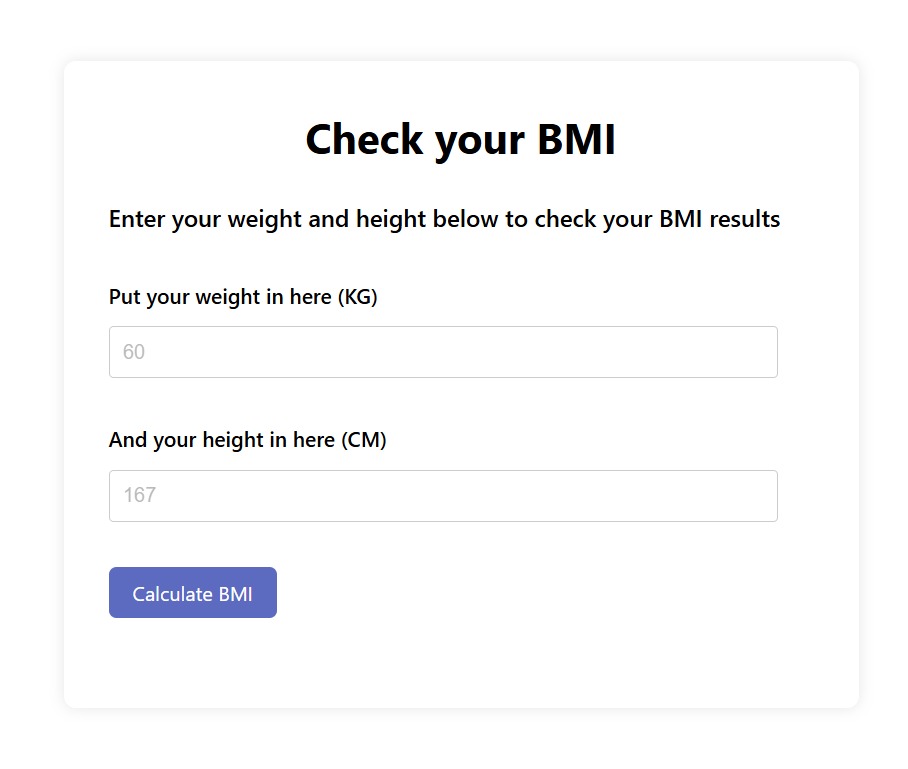 Check your BMI
Enter your weight and height below to check your BMI results
Put your weight in here (KG)
60
And your height in here (CM)
167
Calculate BMI